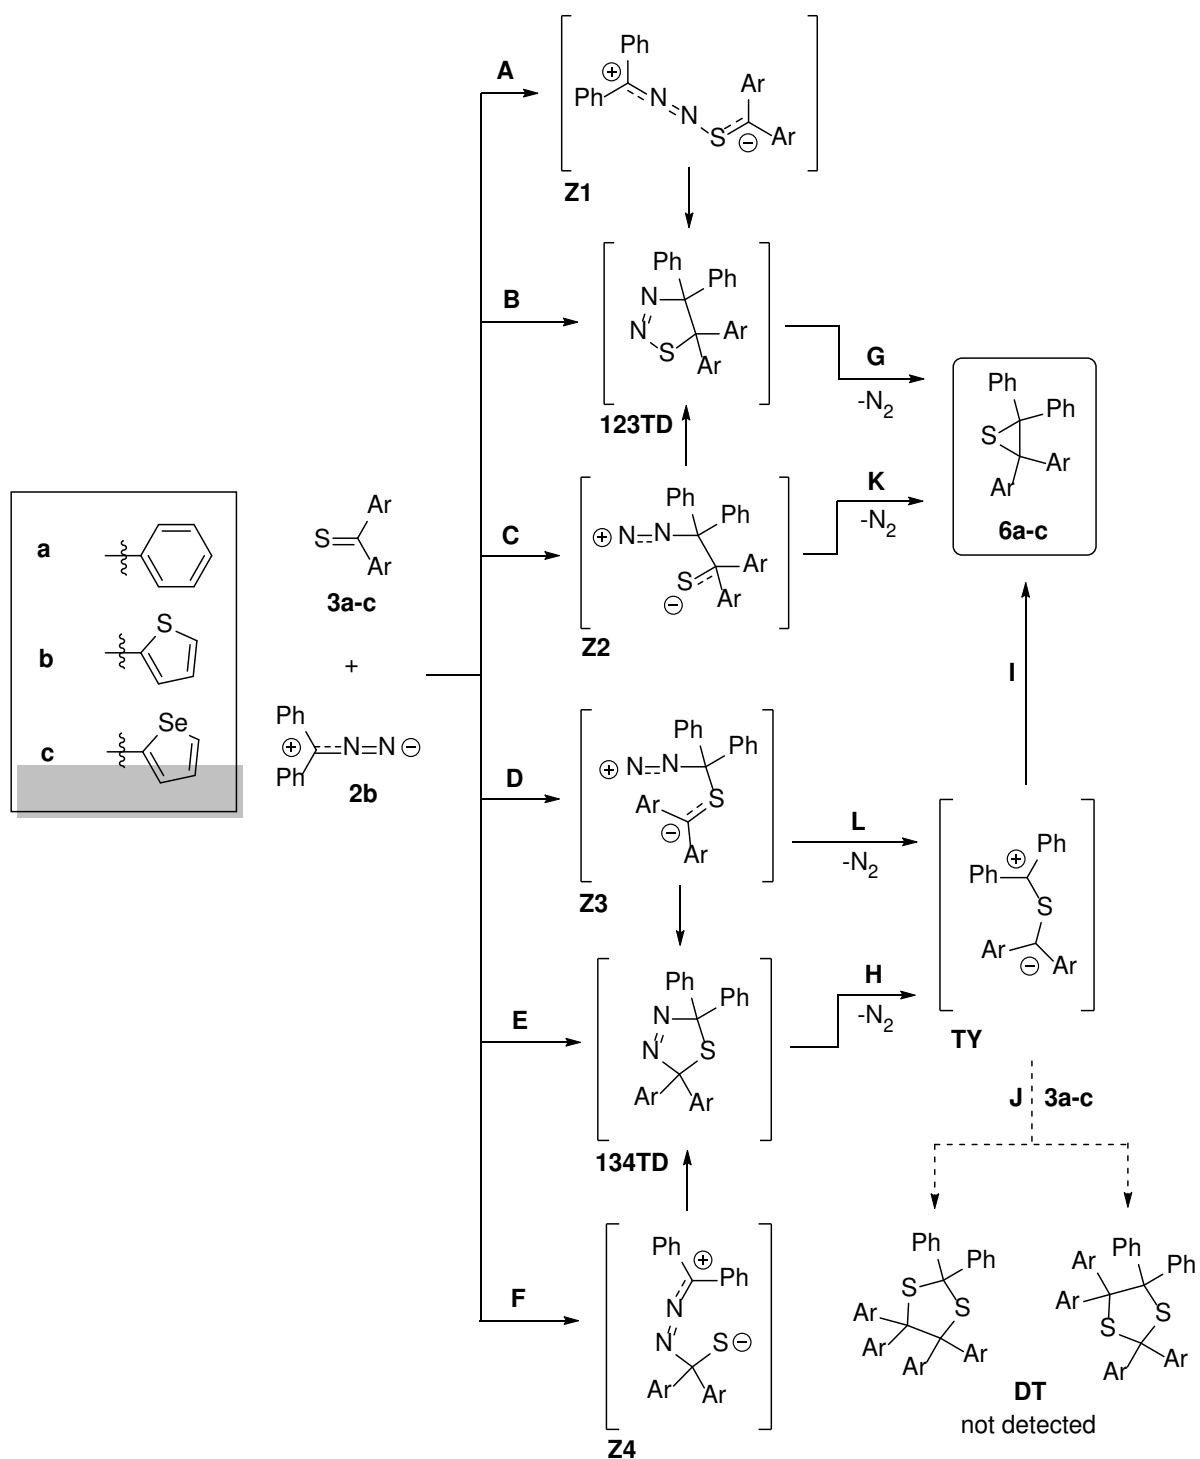 A
Ph
Ph
N
N
S
Ar
Ar
Z1
B
Ph
Ph
N
N
S
Ar
Ar
123TD
G
-N2
Ph
Ph
S
Ar
Ar
6a-c
C
Ph
Ph
N
N
S
Ar
Ar
Z2
K
-N2
a
b
S
c
Se
Ar
S
Ar
3a-c
+
Ph
Ph
N
N
2b
D
Ph
Ph
N
N
S
Ar
Ar
Z3
L
-N2
I
Ph
Ph
S
Ar
Ar
TY
E
Ph
Ph
N
N
S
Ar
Ar
134TD
H
-N2
J 3a-c
F
Ph
Ph
N
N
S
Ar
Ar
Z4
Ph
Ph
S
S
Ar
Ar
Ar
Ar
Ar
Ph
Ph
Ar
S
S
Ar
Ar
DT
not detected